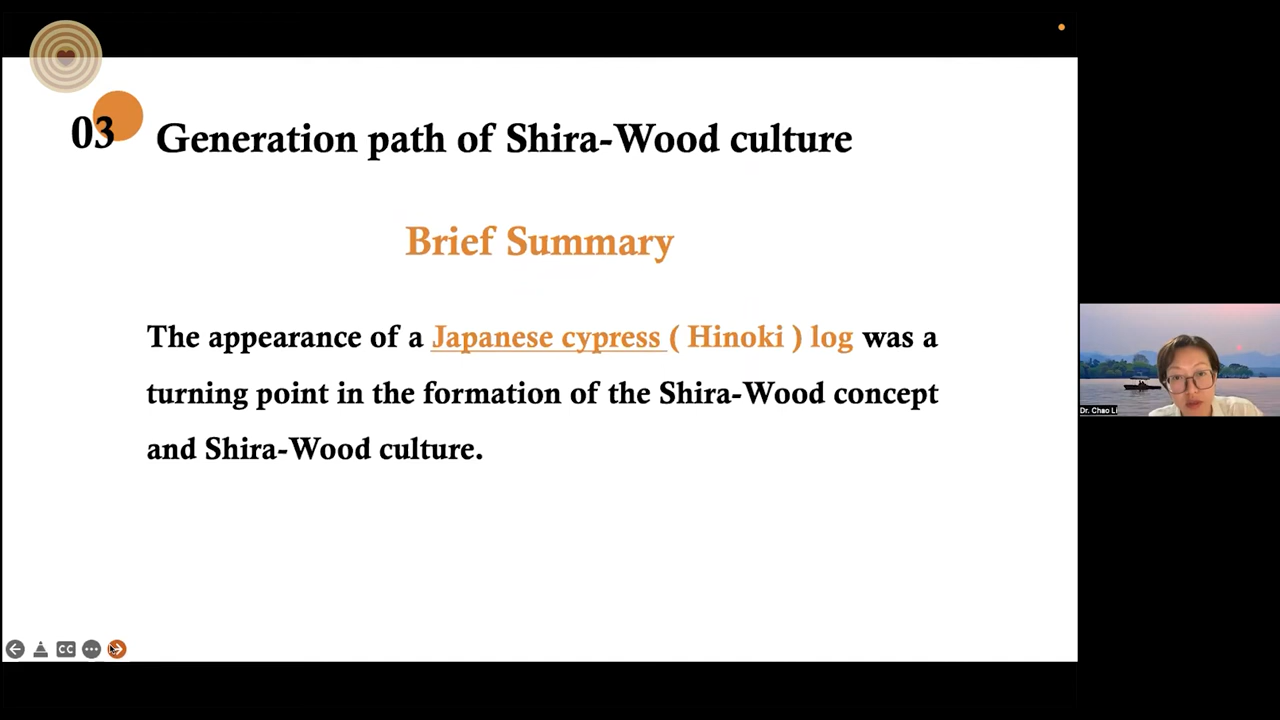 03 Generation path of Shira-Wood culture
Brief Summary
The appearance of a Japanese cypress ( Hinoki ) log was a
turning point in the formation of the Shira-Wood concept
and Shira-Wood culture.
Dr. Chao Li
CC